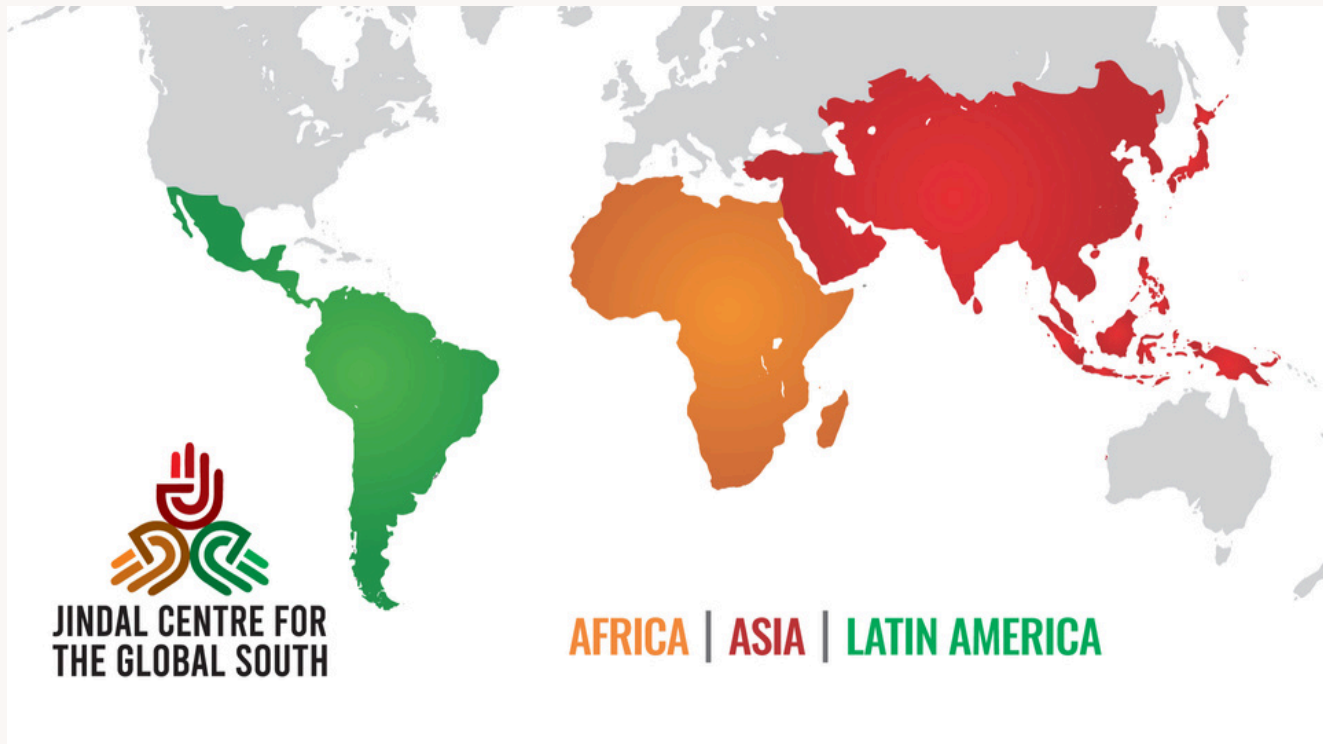 JINDAL CENTRE FOR
THE GLOBAL SOUTH
AFRICA | ASIA | LATIN AMERICA